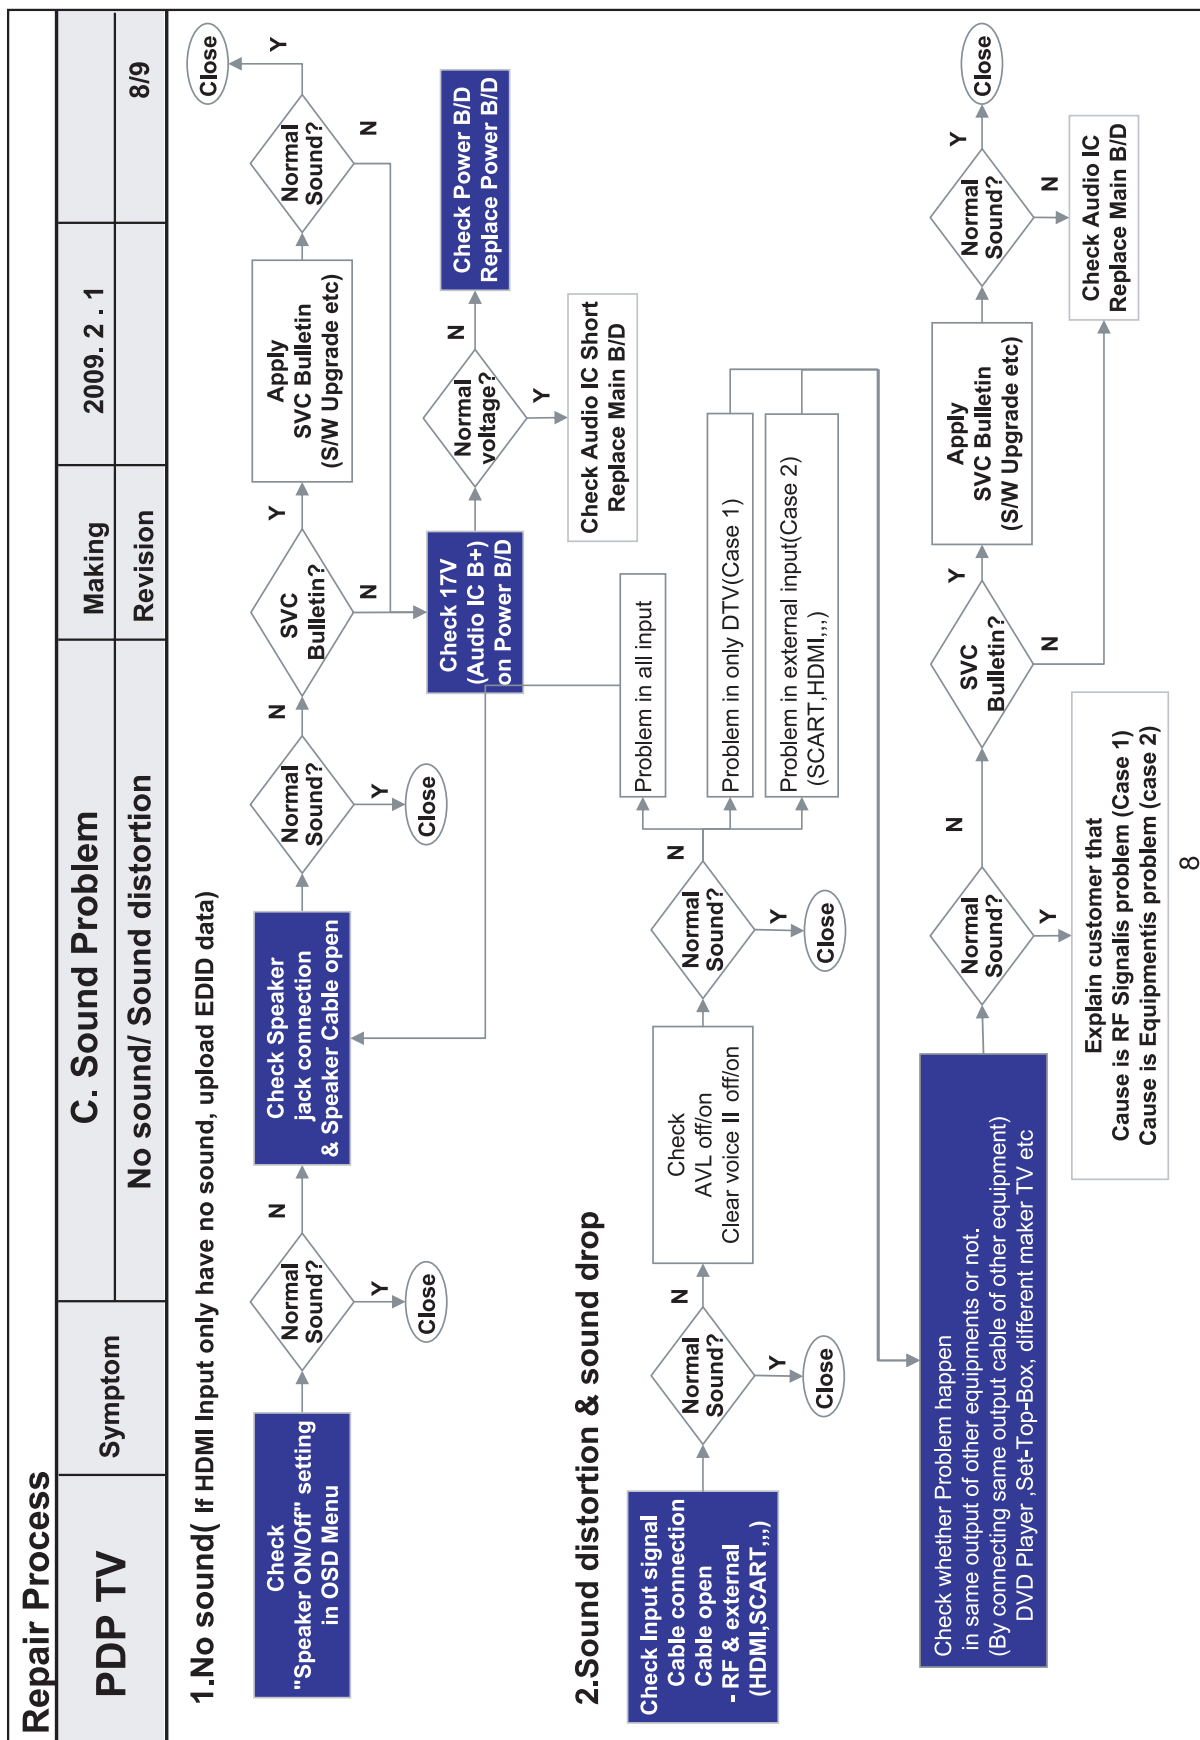 Repair Process
PDP TV
Symptom
C. Sound Problem
No sound/ Sound distortion
Making
Revision
2009. 2 . 1
8/9
1.No sound( If HDMI Input only have no sound, upload EDID data)
Check
"Speaker ON/Off" setting
in OSD Menu
Normal
Sound?
Y
Close
N
Check Speaker
jack connection
& Speaker Cable open
Normal
Sound?
Y
Close
N
SVC
Bulletin?
Y
N
Apply
SVC Bulletin
(S/W Upgrade etc)
Normal
Sound?
Y
Close
N
Check 17V
(Audio IC B+)
on Power B/D
Normal
voltage?
N
Check Power B/D
Replace Power B/D
Y
Check Audio IC Short
Replace Main B/D
2.Sound distortion & sound drop
Check Input signal
Cable connection
Cable open
- RF & external
(HDMI,SCART,,,)
Normal
Sound?
Y
Close
N
Check
AVL off/on
Clear voice II off/on
Normal
Sound?
Y
Close
N
Problem in all input
Problem in only DTV(Case 1)
Problem in external input(Case 2)
(SCART,HDMI,,,)
Check whether Problem happen
in same output of other equipments or not.
(By connecting same output cable of other equipment)
DVD Player ,Set-Top-Box, different maker TV etc
Normal
Sound?
Y
Explain customer that
Cause is RF Signalís problem (Case 1)
Cause is Equipmentís problem (case 2)
N
SVC
Bulletin?
Y
N
Apply
SVC Bulletin
(S/W Upgrade etc)
Normal
Sound?
Y
Close
N
Check Audio IC
Replace Main B/D
8